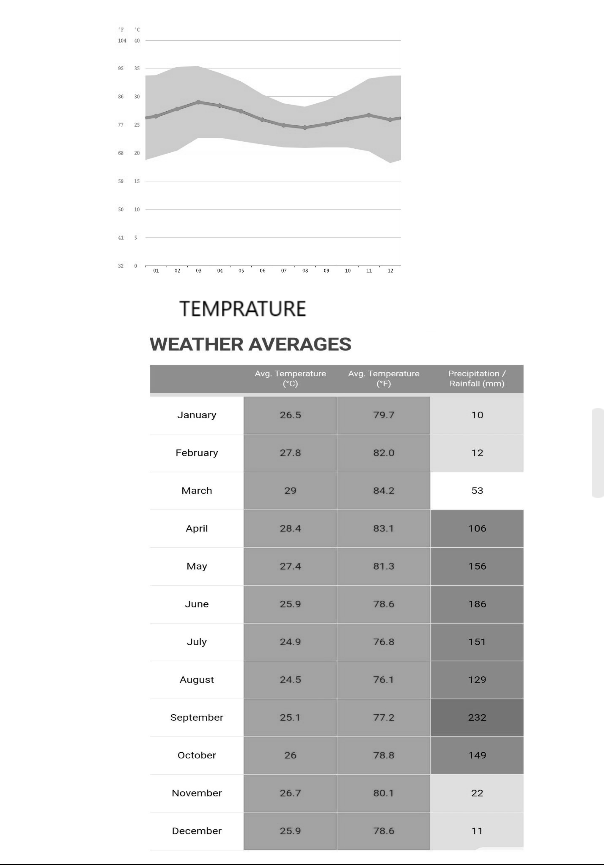 °F °C
104 40
95 35
86 30
77 25
68 20
59 15
50 10
41 5
32 0
01 02 03 04 05 06 07 08 09 10 11 12
TEMPRATURE
WEATHER AVERAGES
Avg. Temperature (°C) Avg. Temperature (°F) Precipitation / Rainfall (mm)
January 26.5 79.7 10
February 27.8 82.0 12
March 29 84.2 53
April 28.4 83.1 106
May 27.4 81.3 156
June 25.9 78.6 186
July 24.9 76.8 151
August 24.5 76.1 129
September 25.1 77.2 232
October 26 78.8 149
November 26.7 80.1 22
December 25.9 78.6 11